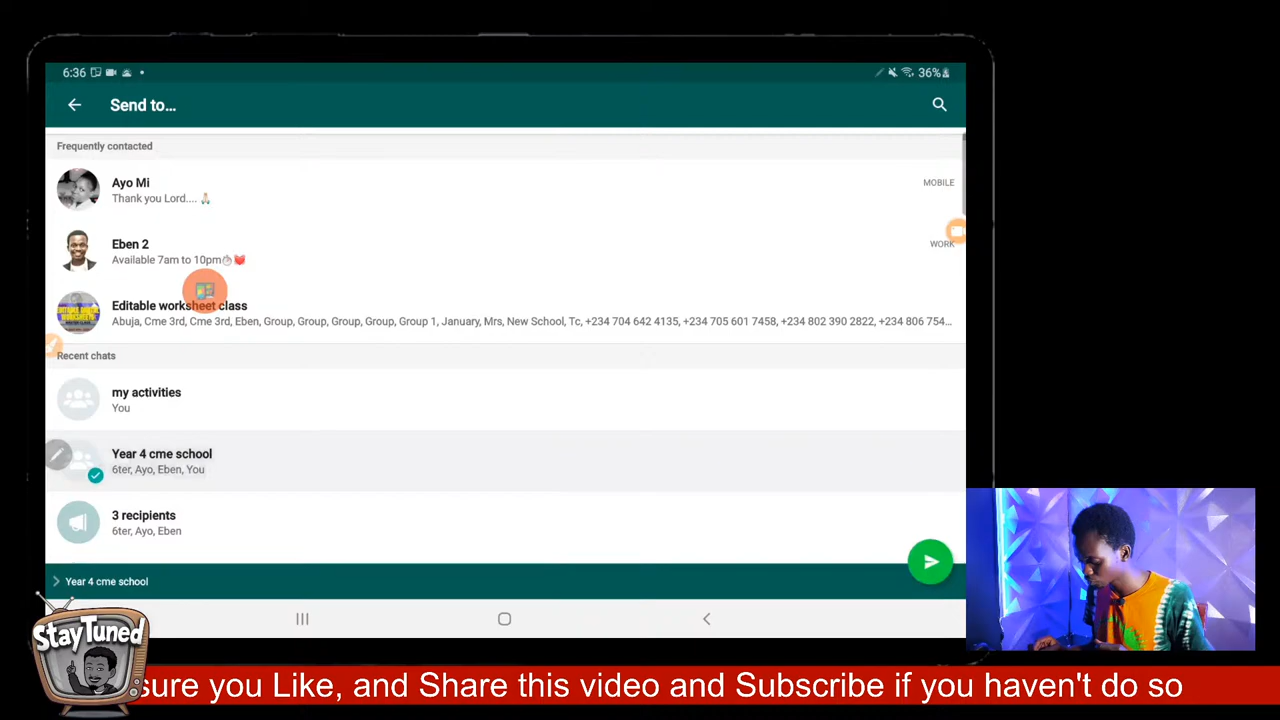 6:36
36%
Send to...
Frequently contacted
Ayo Mi
Thank you Lord.... 🙏🏼
MOBILE
Eben 2
Available 7am to 10pm⏱️❤️
WORK
Editable worksheet class
Abuja, Cme 3rd, Cme 3rd, Eben, Group, Group, Group, Group, Group 1, January, Mrs, New School, Tc, +234 704 642 4135, +234 705 601 7458, +234 802 390 2822, +234 806 754...
Recent chats
my activities
You
Year 4 cme school
6ter, Ayo, Eben, You
3 recipients
6ter, Ayo, Eben
Year 4 cme school
StayTuned
sure you Like, and Share this video and Subscribe if you haven't do so